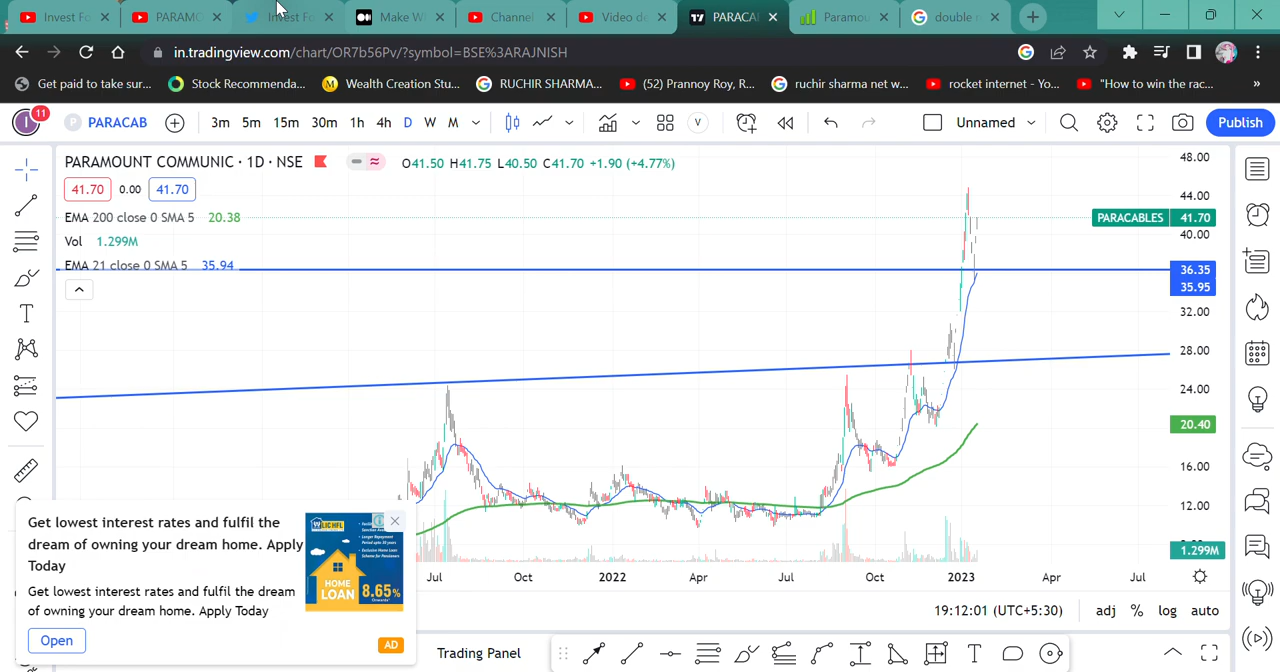 Invest Fo
PARAMO
Invest Fo
Make W
Channel
Video de
PARACAI
Paramou
double
in.tradingview.com/chart/OR7b56Pv/?symbol=BSE%3ARAJNISH
Get paid to take sur...
Stock Recommenda...
Wealth Creation Stu...
RUCHIR SHARMA...
(52) Prannoy Roy, R...
ruchir sharma net w...
rocket internet - Yo...
"How to win the rac...
»
I
11
P PARACAB
3m 5m 15m 30m 1h 4h D W M
V
Unnamed
Publish
PARAMOUNT COMMUNIC · 1D · NSE
O41.50 H41.75 L40.50 C41.70 +1.90 (+4.77%)
41.70 0.00 41.70
EMA 200 close 0 SMA 5 20.38
Vol 1.299M
EMA 21 close 0 SMA 5 35.94
48.00
44.00
PARACABLES 41.70
40.00
36.35
35.95
32.00
28.00
24.00
20.40
16.00
12.00
1.299M
Jul Oct 2022 Apr Jul Oct 2023 Apr Jul
19:12:01 (UTC+5:30)
adj % log auto
Trading Panel
Get lowest interest rates and fulfil the
dream of owning your dream home. Apply
Today
Get lowest interest rates and fulfil the dream
of owning your dream home. Apply Today
Open
AD
LIC HFL
HOME
LOAN
8.65%